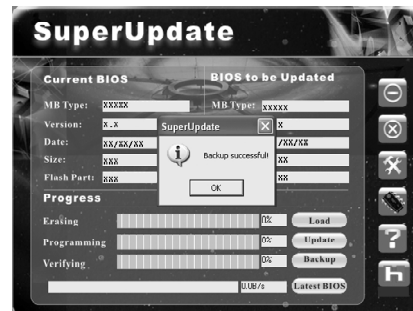 SuperUpdate
Current BIOS
BIOS to be Updated
MB Type: XXXXX
MB Type: XXXXX
Version: X.X
X
Date: XX/XX/XX
/XX/XX
Size: XXX
XX
Flash Part: XXX
XX
SuperUpdate
Backup successful!
OK
Progress
Erasing 0% Load
Programming 0% Update
Verifying 0% Backup
0.0B/s Latest BIOS
?
h